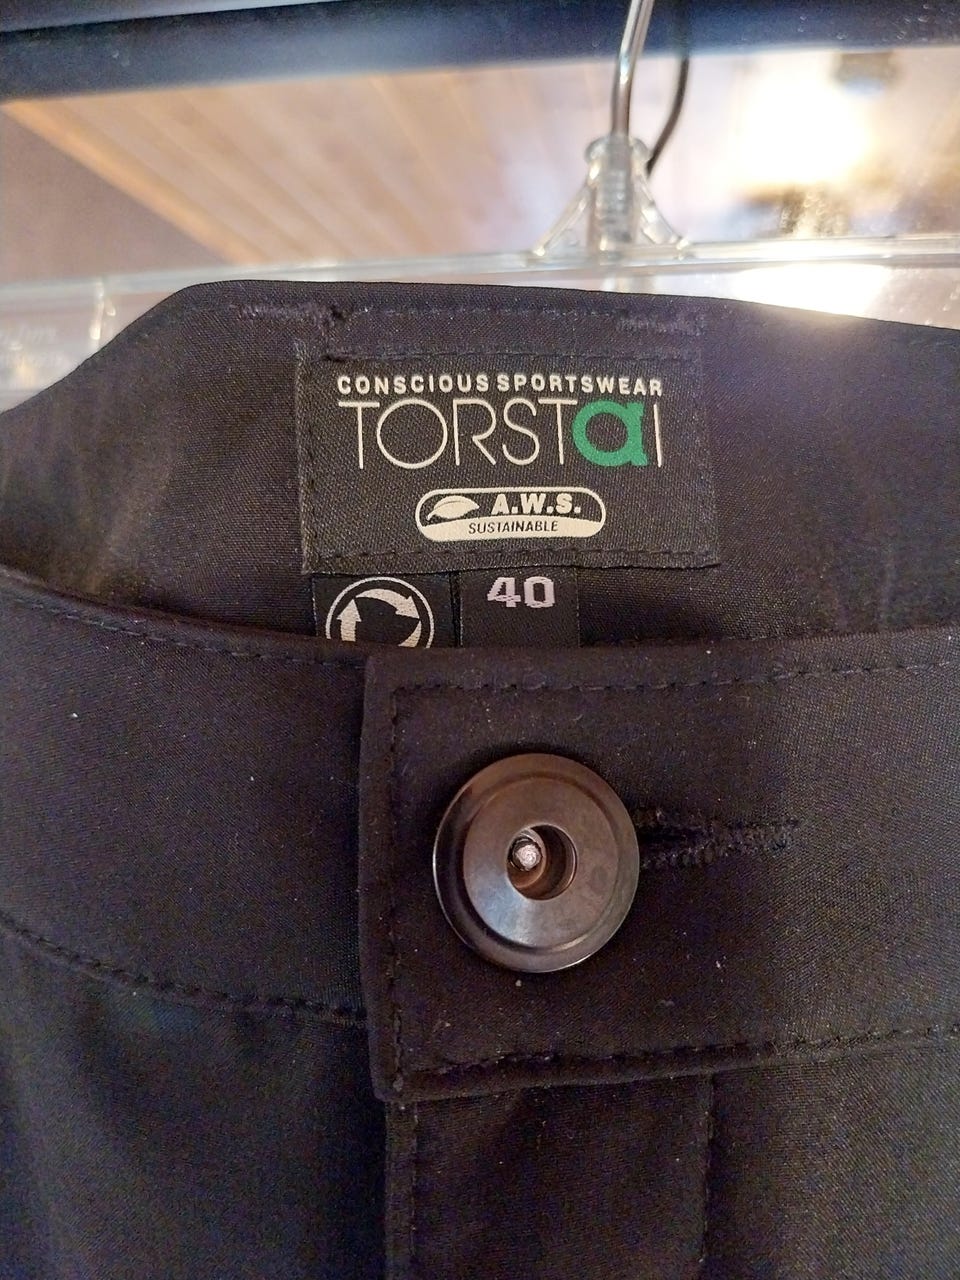 CONSCIOUS SPORTSWEAR
TORSTaI
A.W.S.
SUSTAINABLE
40